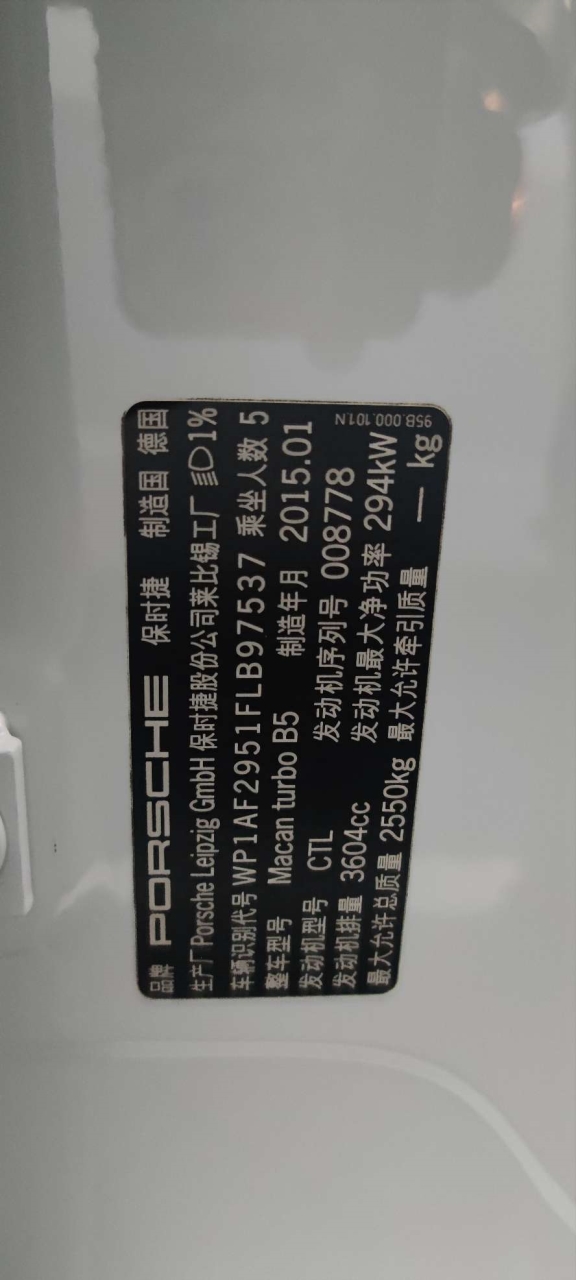 品牌 PORSCHE 保时捷 制造国 德国
生产厂 Porsche Leipzig GmbH 保时捷股份公司莱比锡工厂 1%
车辆识别代号 WP1AF2951FLB97537 乘坐人数 5
整车型号 Macan turbo B5 制造年月 2015.01
发动机型号 CTL 发动机序列号 008778
发动机排量 3604cc 发动机最大净功率 294kW
最大允许总质量 2550kg 最大允许牵引质量 — kg
95B.000.101.N